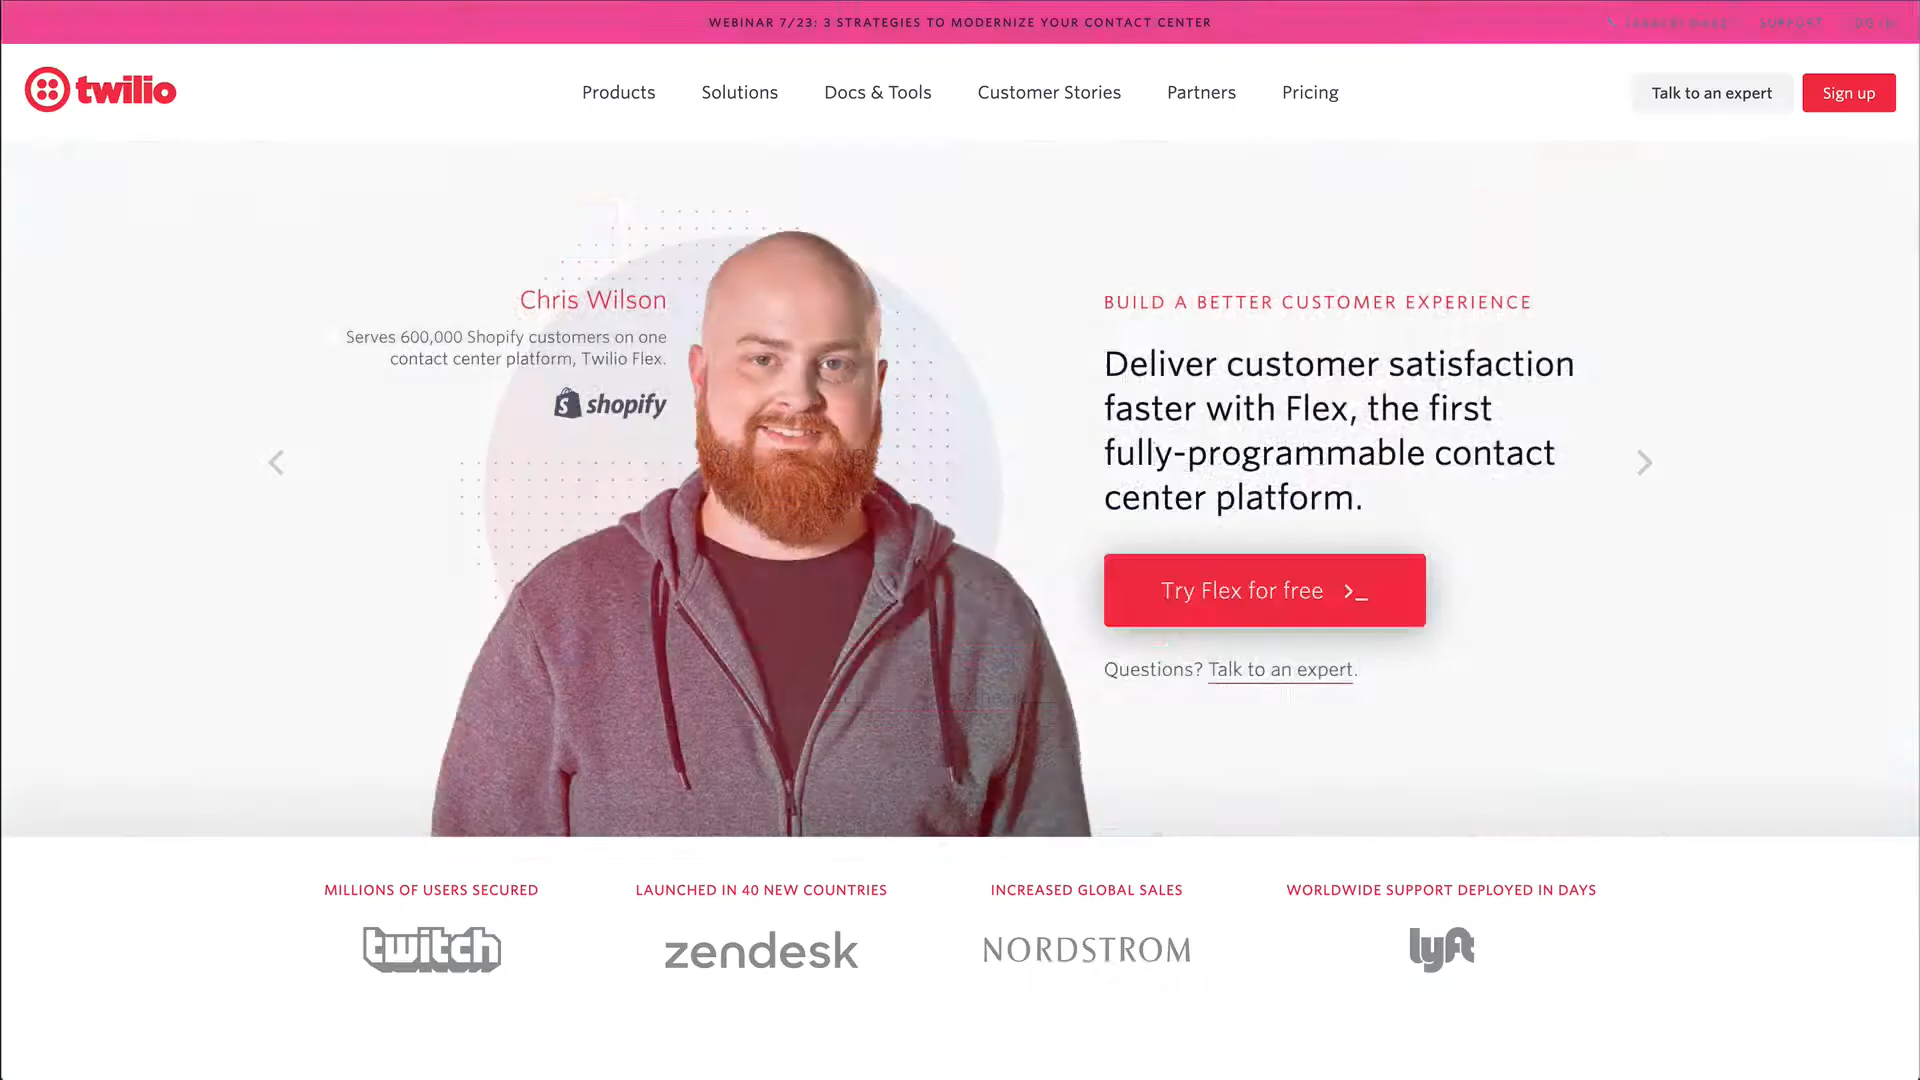 WEBINAR 7/23: 3 STRATEGIES TO MODERNIZE YOUR CONTACT CENTER
SUPPORT
twilio
Products
Solutions
Docs & Tools
Customer Stories
Partners
Pricing
Talk to an expert
Sign up
Chris Wilson
Serves 600,000 Shopify customers on one
contact center platform, Twilio Flex.
shopify
BUILD A BETTER CUSTOMER EXPERIENCE
Deliver customer satisfaction
faster with Flex, the first
fully-programmable contact
center platform.
Try Flex for free >_
Questions? Talk to an expert.
MILLIONS OF USERS SECURED
twitch
LAUNCHED IN 40 NEW COUNTRIES
zendesk
INCREASED GLOBAL SALES
NORDSTROM
WORLDWIDE SUPPORT DEPLOYED IN DAYS
lyft